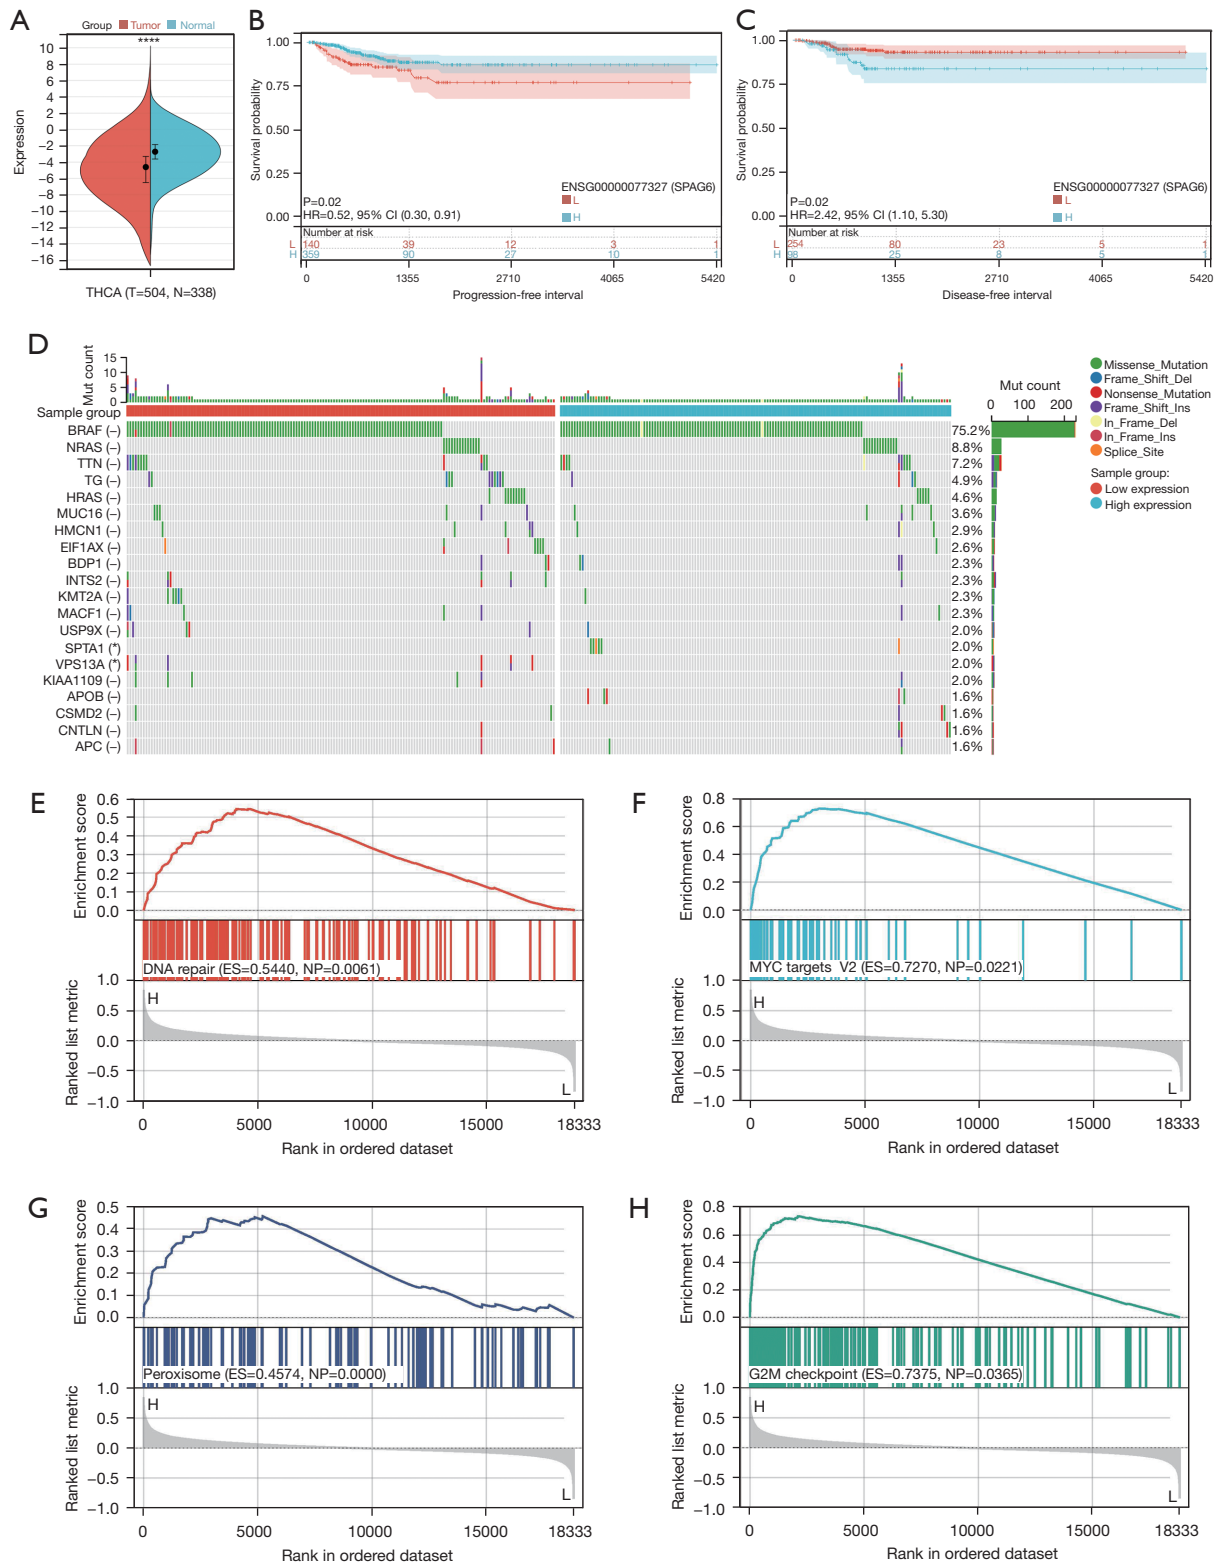 A
Group Tumor Normal
****
10
8
6
4
2
0
−2
−4
−6
−8
−10
−12
−14
−16
Expression
THCA (T=504, N=338)
B
1.00
0.75
0.50
0.25
0.00
Survival probability
ENSG00000077327 (SPAG6)
L
H
P=0.02
HR=0.52, 95% CI (0.30, 0.91)
Number at risk
L 140 39 12 3 1
H 359 90 27 10 1
0 1355 2710 4065 5420
Progression-free interval
C
1.00
0.75
0.50
0.25
0.00
Survival probability
ENSG00000077327 (SPAG6)
L
H
P=0.02
HR=2.42, 95% CI (1.10, 5.30)
Number at risk
L 254 80 23 5 1
H 98 25 8 5 1
0 1355 2710 4065 5420
Disease-free interval
D
Mut count
15
10
5
0
Sample group
BRAF (−) 75.2%
NRAS (−) 8.8%
TTN (−) 7.2%
TG (−) 4.9%
HRAS (−) 4.6%
MUC16 (−) 3.6%
HMCN1 (−) 2.9%
EIF1AX (−) 2.6%
BDP1 (−) 2.3%
INTS2 (−) 2.3%
KMT2A (−) 2.3%
MACF1 (−) 2.3%
USP9X (−) 2.0%
SPTA1 (*) 2.0%
VPS13A (*) 2.0%
KIAA1109 (−) 2.0%
APOB (−) 1.6%
CSMD2 (−) 1.6%
CNTLN (−) 1.6%
APC (−) 1.6%
Mut count
0 100 200
Missense_Mutation
Frame_Shift_Del
Nonsense_Mutation
Frame_Shift_Ins
In_Frame_Del
In_Frame_Ins
Splice_Site
Sample group:
Low expression
High expression
E
0.6
0.5
0.4
0.3
0.2
0.1
0.0
Enrichment score
DNA repair (ES=0.5440, NP=0.0061)
1.0
0.5
0.0
−0.5
−1.0
Ranked list metric
H
L
0 5000 10000 15000 18333
Rank in ordered dataset
F
0.8
0.6
0.4
0.2
0.0
Enrichment score
MYC targets V2 (ES=0.7270, NP=0.0221)
1.0
0.5
0.0
−0.5
−1.0
Ranked list metric
H
L
0 5000 10000 15000 18333
Rank in ordered dataset
G
0.5
0.4
0.3
0.2
0.1
0.0
Enrichment score
Peroxisome (ES=0.4574, NP=0.0000)
1.0
0.5
0.0
−0.5
−1.0
Ranked list metric
H
L
0 5000 10000 15000 18333
Rank in ordered dataset
H
0.8
0.6
0.4
0.2
0.0
Enrichment score
G2M checkpoint (ES=0.7375, NP=0.0365)
1.0
0.5
0.0
−0.5
−1.0
Ranked list metric
H
L
0 5000 10000 15000 18333
Rank in ordered dataset